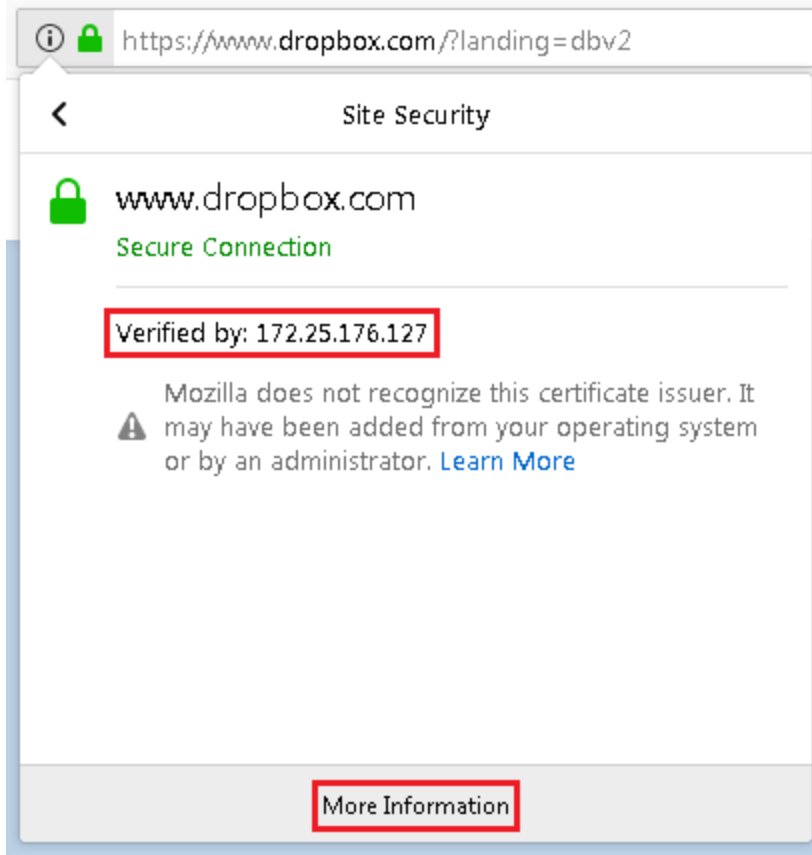 https://www.dropbox.com/?landing=dbv2
Site Security
www.dropbox.com
Secure Connection
Verified by: 172.25.176.127
Mozilla does not recognize this certificate issuer. It
may have been added from your operating system
or by an administrator. Learn More
More Information